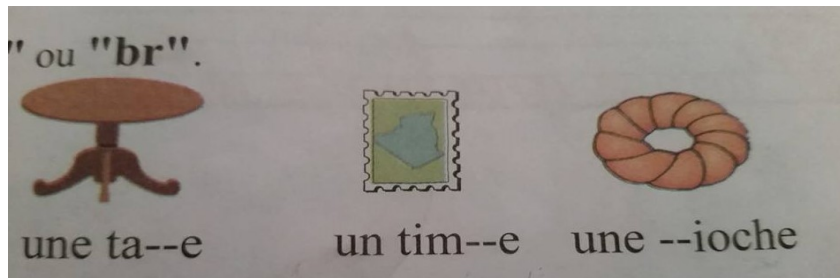 " ou "br".
une ta--e un tim--e une --ioche